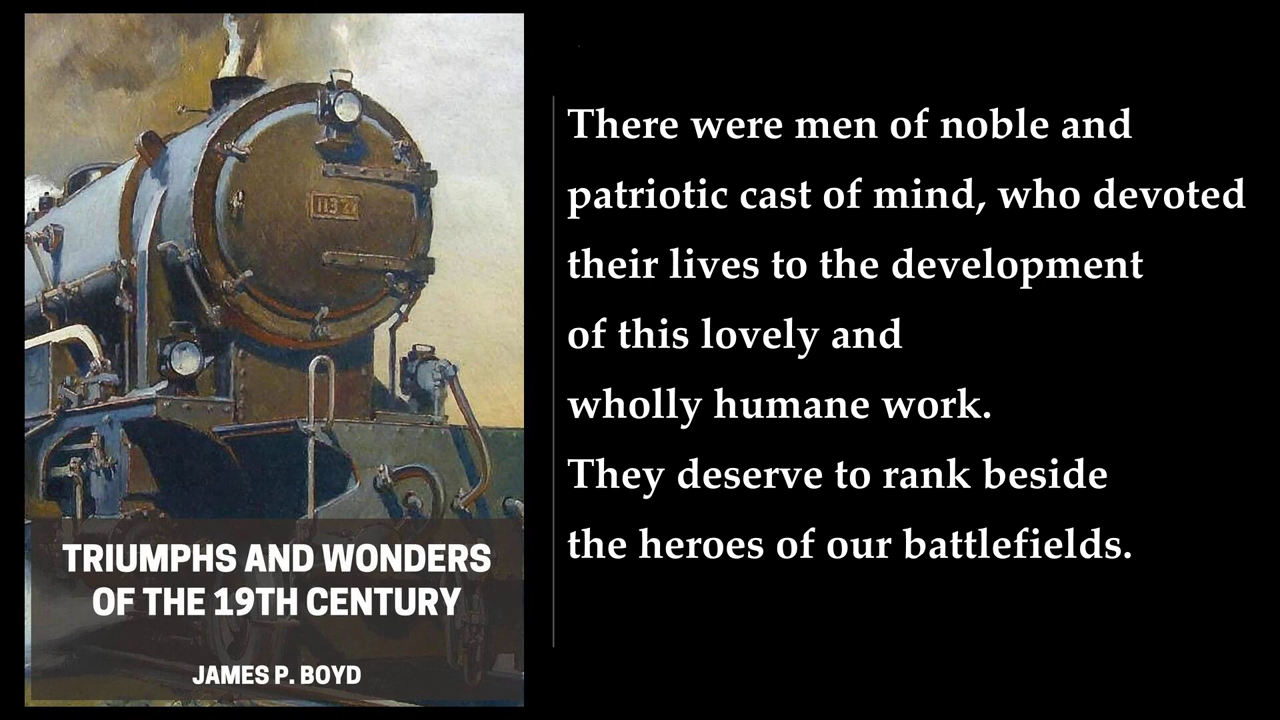 TRIUMPHS AND WONDERS
OF THE 19TH CENTURY
JAMES P. BOYD
There were men of noble and
patriotic cast of mind, who devoted
their lives to the development
of this lovely and
wholly humane work.
They deserve to rank beside
the heroes of our battlefields.